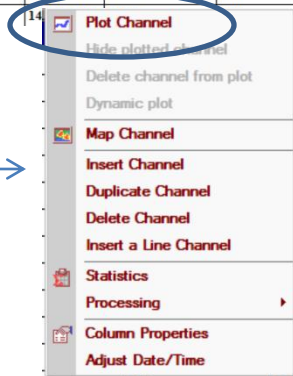 14
Plot Channel
Hide plotted channel
Delete channel from plot
Dynamic plot
Map Channel
Insert Channel
Duplicate Channel
Delete Channel
Insert a Line Channel
Statistics
Processing
Column Properties
Adjust Date/Time